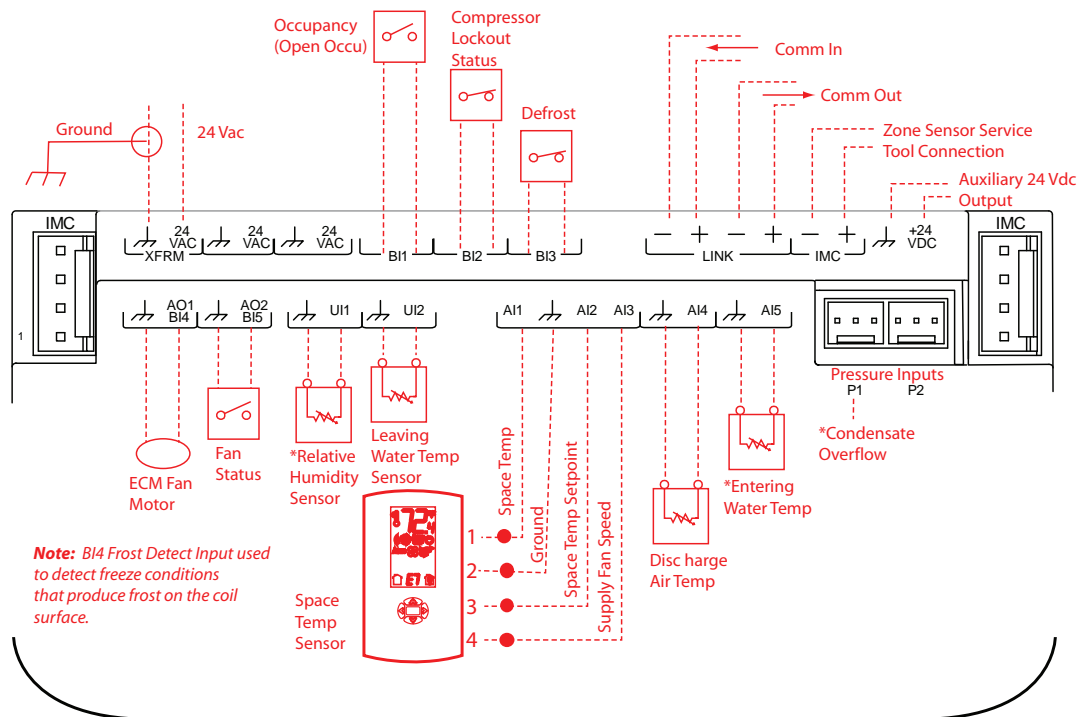 Occupancy
(Open Occu)
Compressor
Lockout
Status
Defrost
Comm In
Comm Out
Zone Sensor Service
Tool Connection
Auxiliary 24 Vdc
Output
Ground
24 Vac
IMC
24
VAC
XFRM
24
VAC
24
VAC
BI1
BI2
BI3
− + − +
LINK
− +
IMC
+24
VDC
IMC
1
AO1
BI4
AO2
BI5
UI1
UI2
AI1
AI2
AI3
AI4
AI5
Pressure Inputs
P1
P2
*Condensate
Overflow
ECM Fan
Motor
Fan
Status
*Relative
Humidity
Sensor
Leaving
Water Temp
Sensor
Space Temp
Ground
Space Temp Setpoint
Supply Fan Speed
Disc harge
Air Temp
*Entering
Water Temp
Note: BI4 Frost Detect Input used
to detect freeze conditions
that produce frost on the coil
surface.
Space
Temp
Sensor
72
1
2
3
4